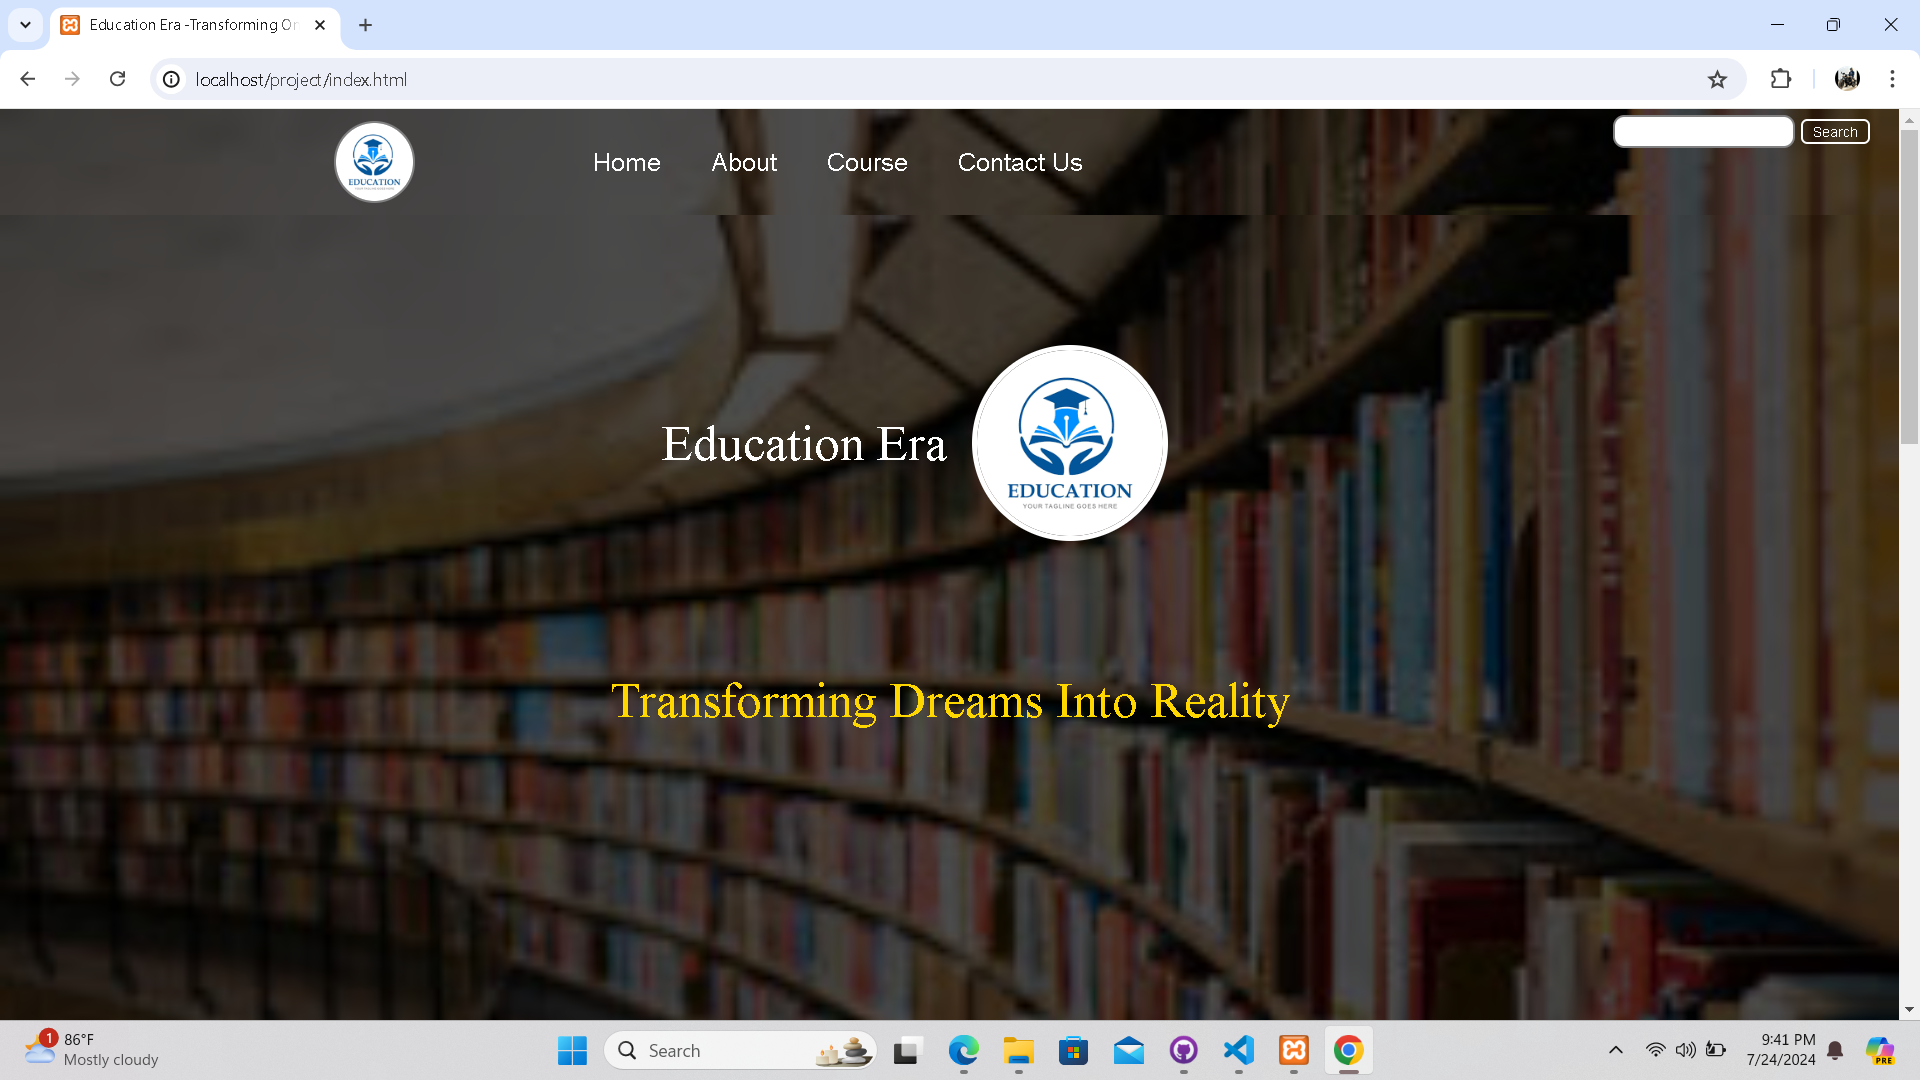 Education Era -Transforming Or
localhost/project/index.html
EDUCATION
Home
About
Course
Contact Us
Search
Education Era
EDUCATION
YOUR TAGLINE GOES HERE
Transforming Dreams Into Reality
1
86°F
Mostly cloudy
Search
9:41 PM
7/24/2024
PRE